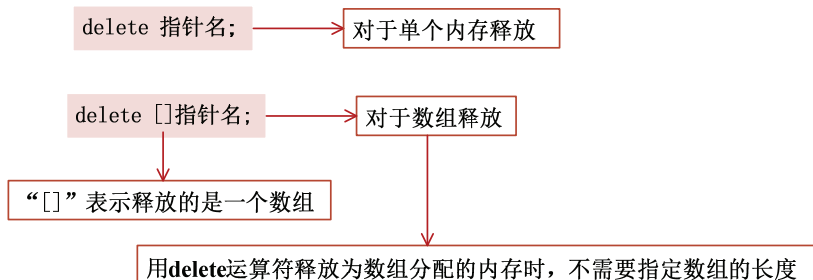 delete 指针名;
对于单个内存释放
delete []指针名;
对于数组释放
“[]”表示释放的是一个数组
用delete运算符释放为数组分配的内存时，不需要指定数组的长度